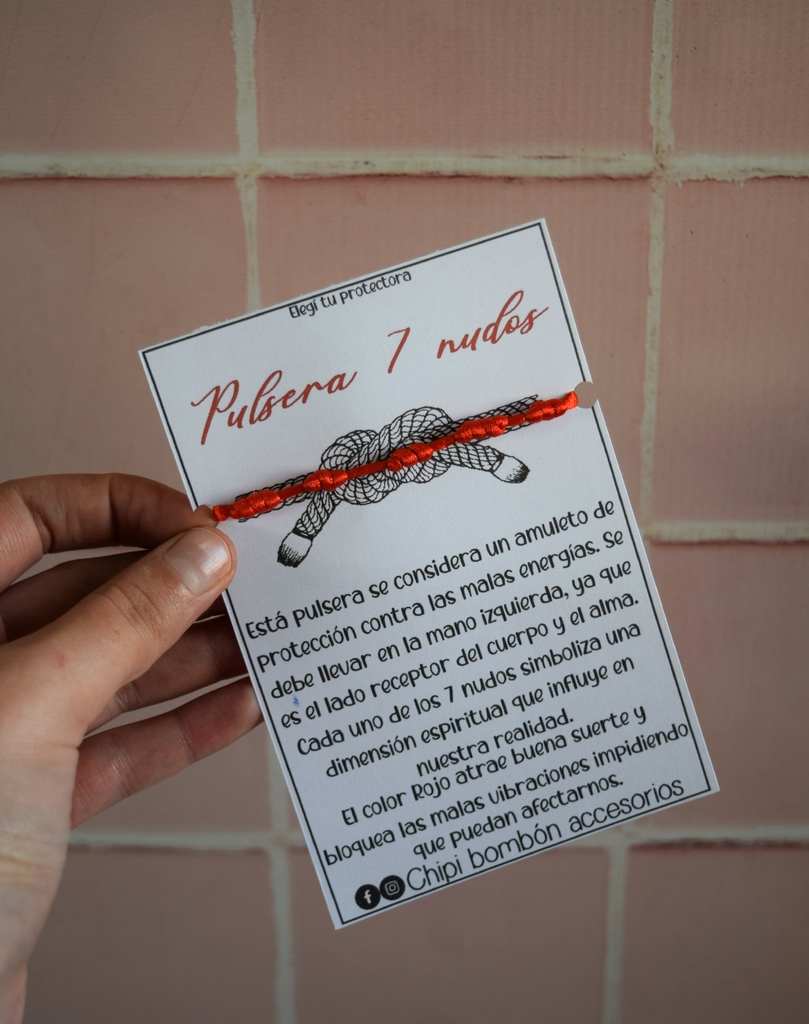 Elegí tu protectora
Pulsera 7 nudos
Está pulsera se considera un amuleto de
protección contra las malas energías. Se
debe llevar en la mano izquierda, ya que
es el lado receptor del cuerpo y el alma.
Cada uno de los 7 nudos simboliza una
dimensión espiritual que influye en
nuestra realidad.
El color Rojo atrae buena suerte y
bloquea las malas vibraciones impidiendo
que puedan afectarnos.
Chipi bombón accesorios